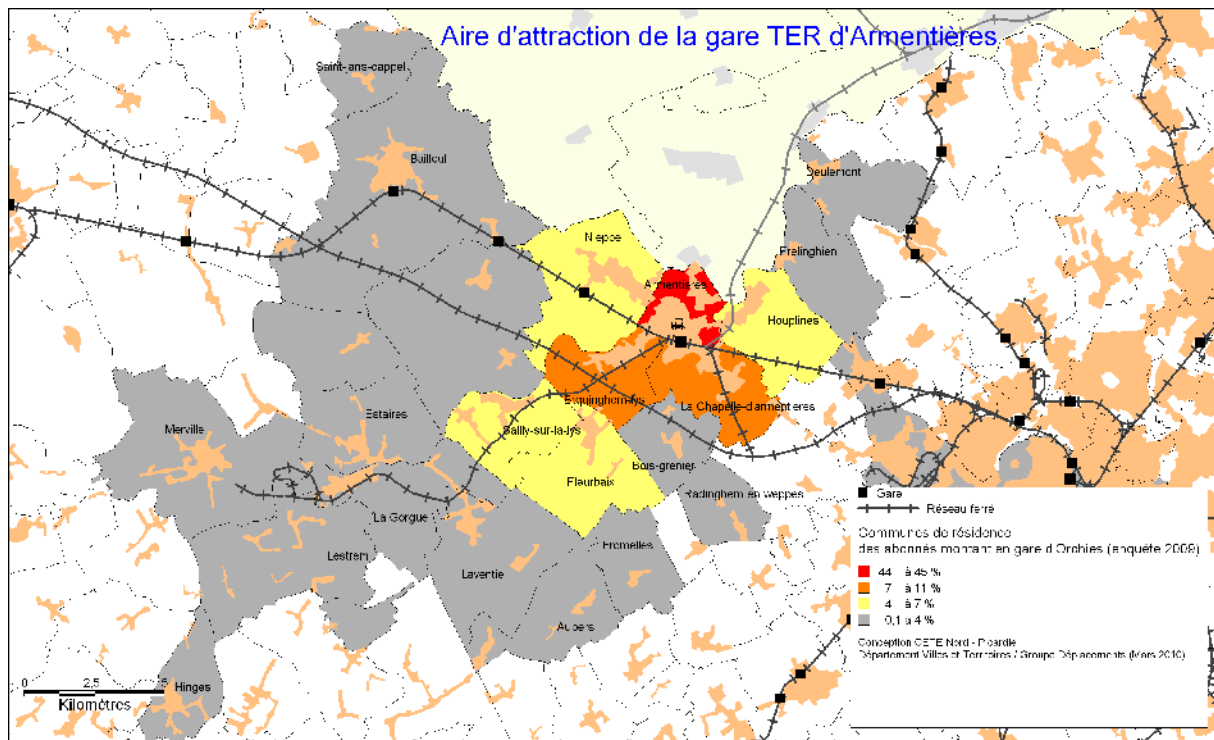 Aire d'attraction de la gare TER d'Armentières
Saint-jans-cappel
Bailleul
Deulemont
Nieppe
Frelinghien
Armentières
Houplines
Erquinghem-lys
La Chapelle-d'armentieres
Estaires
Sailly-sur-la-lys
Merville
Bois-grenier
Fleurbaix
Radinghem en weppes
La Gorgue
Fromelles
Lestrem
Laventie
Aubers
Hinges
0 2,5 5
Kilomètres
Gare
Réseau ferré
Communes de résidence
des abonnés montant en gare d'Orchies (enquête 2009)
44 à 45 %
7 à 11 %
4 à 7 %
0,1 à 4 %
Conception CETE Nord - Picardie
Département Villes et Territoires / Groupe Déplacements (Mars 2010)